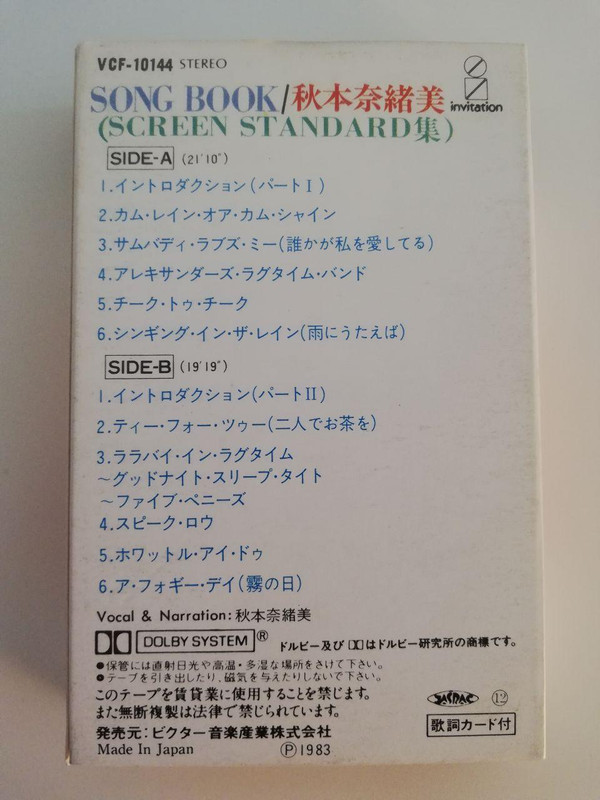 VCF-10144 STEREO
SONG BOOK/秋本奈緒美
invitation
(SCREEN STANDARD集)
SIDE-A (21'10")
1.イントロダクション(パートⅠ)
2.カム・レイン・オア・カム・シャイン
3.サムバディ・ラブズ・ミー(誰かが私を愛してる)
4.アレキサンダーズ・ラグタイム・バンド
5.チーク・トゥ・チーク
6.シンギング・イン・ザ・レイン(雨にうたえば)
SIDE-B (19'19")
1.イントロダクション(パートⅡ)
2.ティー・フォー・ツゥー(二人でお茶を)
3.ララバイ・イン・ラグタイム
～グッドナイト・スリープ・タイト
～ファイブ・ペニーズ
4.スピーク・ロウ
5.ホワットル・アイ・ドゥ
6.ア・フォギー・デイ(霧の日)
Vocal & Narration:秋本奈緒美
DOLBY SYSTEM® ドルビー及びはドルビー研究所の商標です。
●保管には直射日光や高温・多湿な場所をさけて下さい。
●テープを引き出したり、磁気を与えたりしないで下さい。
このテープを賃貸業に使用することを禁じます。
また無断複製は法律で禁じられています。
JASRAC ⑫
発売元:ビクター音楽産業株式会社
歌詞カード付
Made In Japan Ⓟ1983